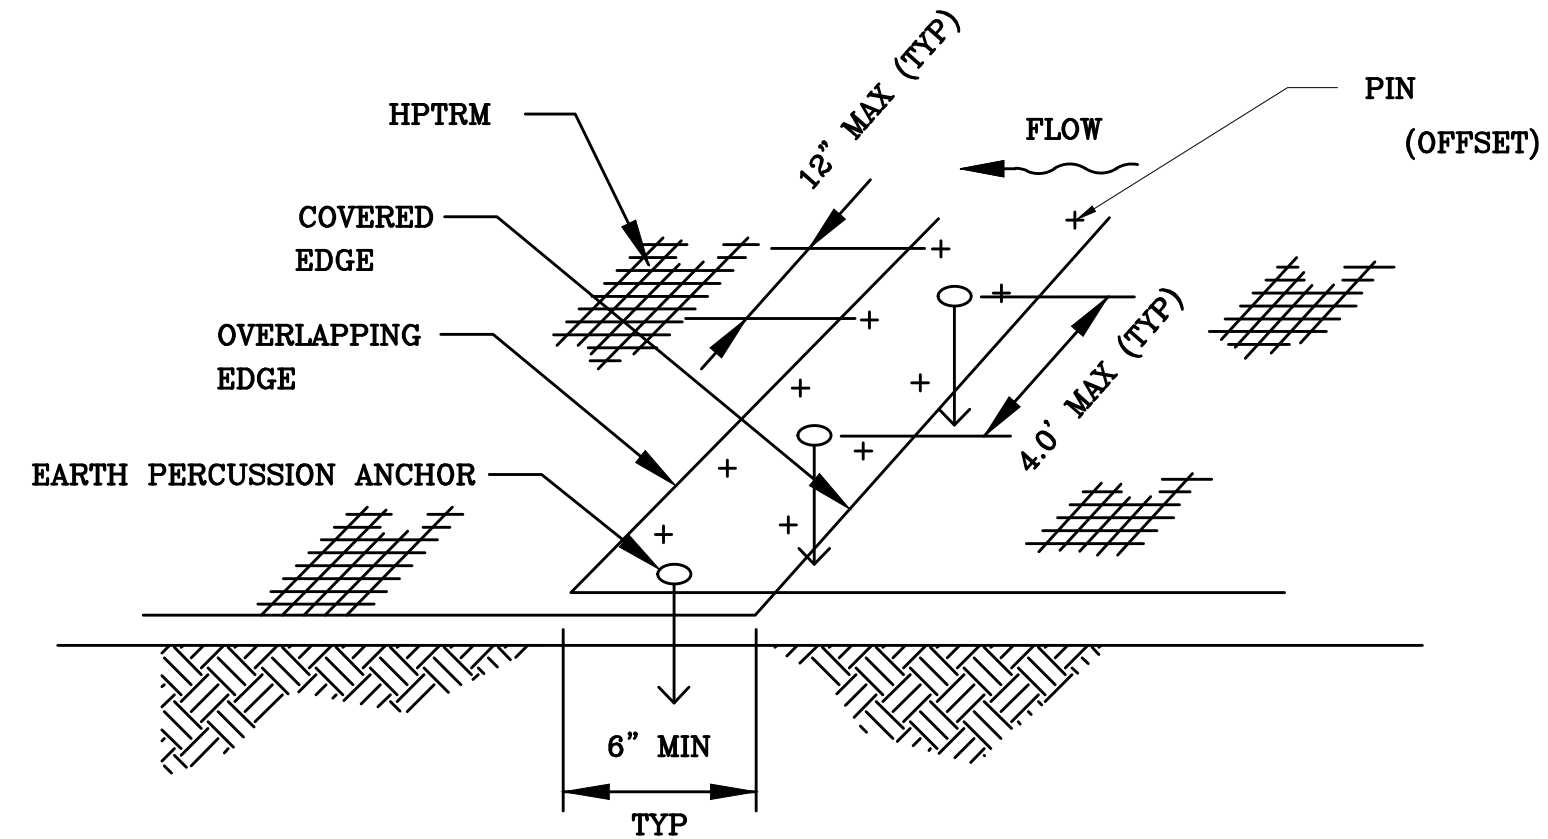 12” MAX (TYP)
HPTRM
PIN
(OFFSET)
FLOW
COVERED
EDGE
4.0' MAX (TYP)
OVERLAPPING
EDGE
EARTH PERCUSSION ANCHOR
6” MIN
TYP